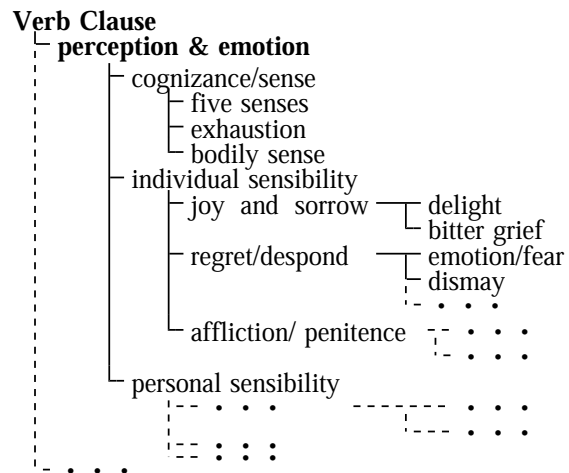 Verb Clause
perception & emotion
cognizance/sense
five senses
exhaustion
bodily sense
individual sensibility
joy and sorrow delight
bitter grief
regret/despond emotion/fear
dismay
• • •
affliction/ penitence • • •
• • •
personal sensibility
• • • • • •
• • •
• • •
• • •